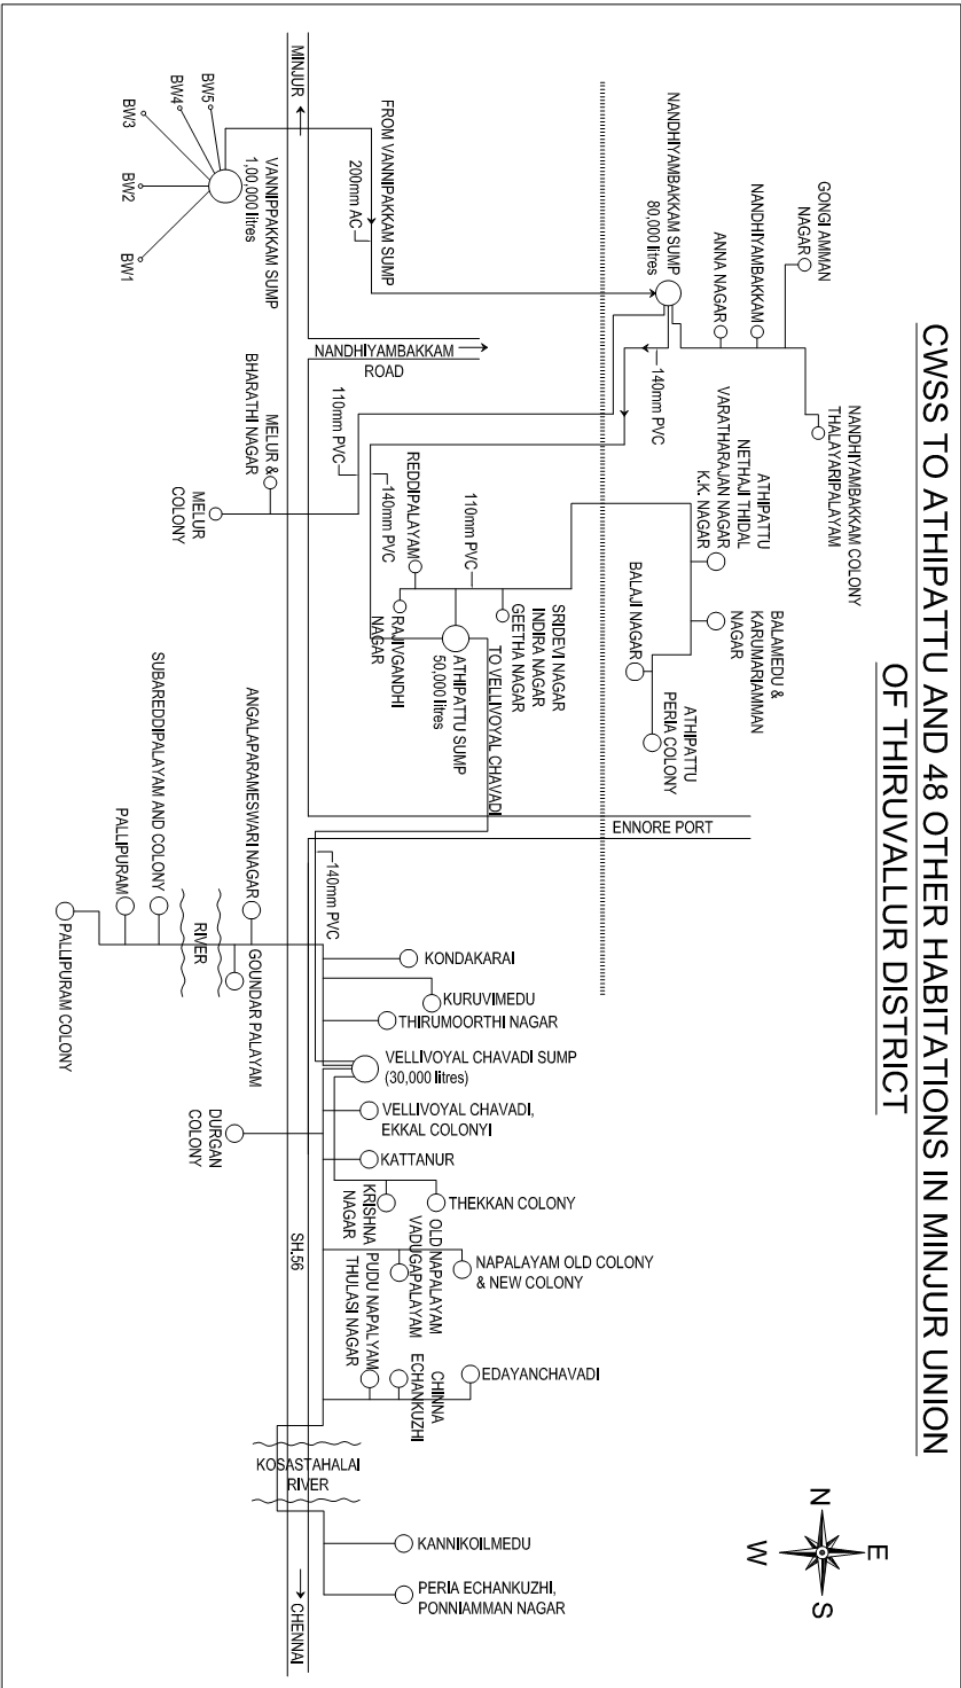 CWSS TO ATHIPATTU AND 48 OTHER HABITATIONS IN MINJUR UNION
OF THIRUVALLUR DISTRICT
N
E
S
W
GONGI AMMAN
NAGAR
NANDHIYAMBAKKAM
ANNA NAGAR
NANDHIYAMBAKKAM COLONY
THALAYARIPALAYAM
NANDHIYAMBAKKAM SUMP
80,000 litres
FROM VANNIPAKKAM SUMP
200mm AC
MINJUR
VANNIPPAKKAM SUMP
1,00,000 litres
BW5
BW4
BW3
BW2
BW1
NANDHIYAMBAKKAM
ROAD
140mm PVC
110mm PVC
140mm PVC
MELUR &
BHARATHI NAGAR
MELUR
COLONY
ATHIPATTU
NETHAJI THIDAL
VARATHARAJAN NAGAR
K.K. NAGAR
BALAMEDU &
KARUMARIAMMAN
NAGAR
BALAJI NAGAR
ATHIPATTU
PERIA COLONY
REDDIPALAYAM
110mm PVC
RAJIVGANDHI
NAGAR
SRIDEVI NAGAR
INDIRA NAGAR
GEETHA NAGAR
ATHIPATTU SUMP
50,000 litres
TO VELLIVOYAL CHAVADI
ENNORE PORT
140mm PVC
ANGALAPARAMESWARI NAGAR
GOUNDAR PALAYAM
RIVER
SUBAREDDIPALAYAM AND COLONY
PALLIPURAM
PALLIPURAM COLONY
KONDAKARAI
KURUVIMEDU
THIRUMOORTHI NAGAR
VELLIVOYAL CHAVADI SUMP
(30,000 litres)
VELLIVOYAL CHAVADI,
EKKAL COLONYI
DURGAN
COLONY
KATTANUR
THEKKAN COLONY
KRISHNA
NAGAR
SH.56
OLD NAPALAYAM
VADUGAPALAYAM
NAPALAYAM OLD COLONY
& NEW COLONY
PUDU NAPALYAM
THULASI NAGAR
CHINNA
ECHANKUZHI
EDAYANCHAVADI
KOSASTAHALAI
RIVER
KANNIKOILMEDU
PERIA ECHANKUZHI,
PONNIAMMAN NAGAR
CHENNAI